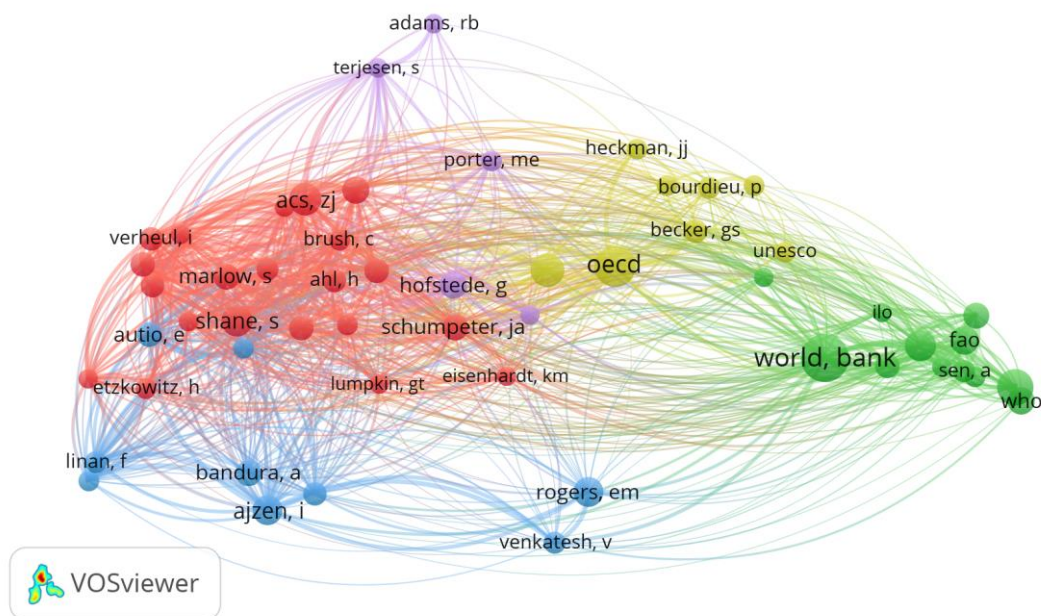 adams, rb
terjesen, s
heckman, jj
porter, me
bourdieu, p
acs, zj
verheul, i
brush, c
becker, gs
unesco
oecd
marlow, s
ahl, h
hofstede, g
ilo
shane, s
schumpeter, ja
autio, e
fao
world, bank
sen, a
etzkowitz, h
lumpkin, gt
eisenhardt, km
who
linan, f
bandura, a
rogers, em
ajzen, i
venkatesh, v
VOSviewer